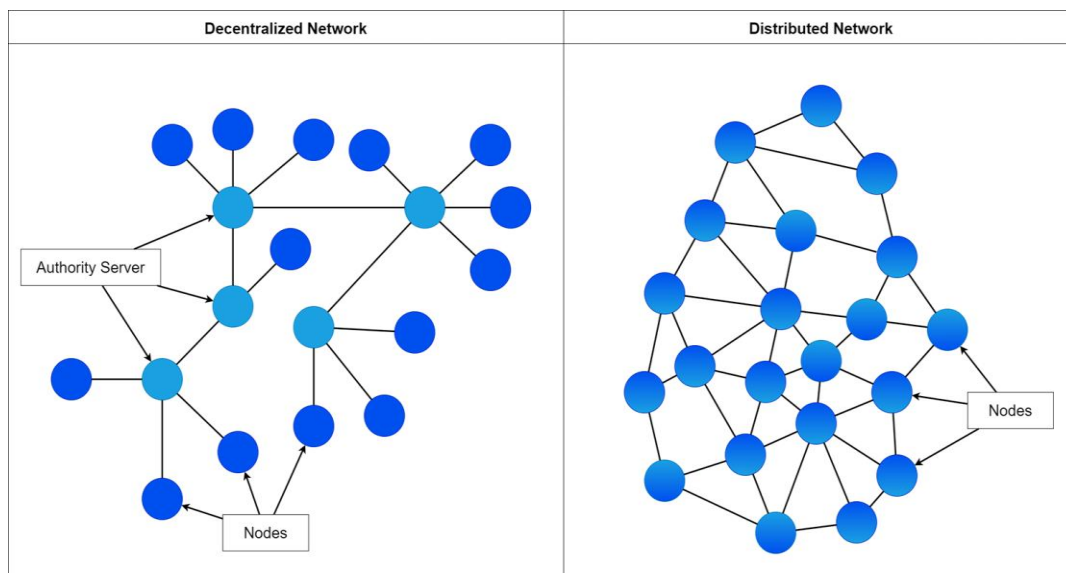 Decentralized Network
Distributed Network
Authority Server
Nodes
Nodes